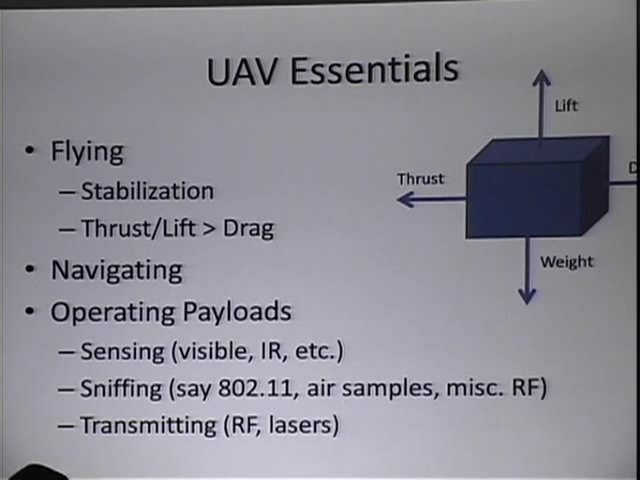 UAV Essentials
• Flying
– Stabilization
– Thrust/Lift > Drag
• Navigating
• Operating Payloads
– Sensing (visible, IR, etc.)
– Sniffing (say 802.11, air samples, misc. RF)
– Transmitting (RF, lasers)
Lift
Thrust
Weight